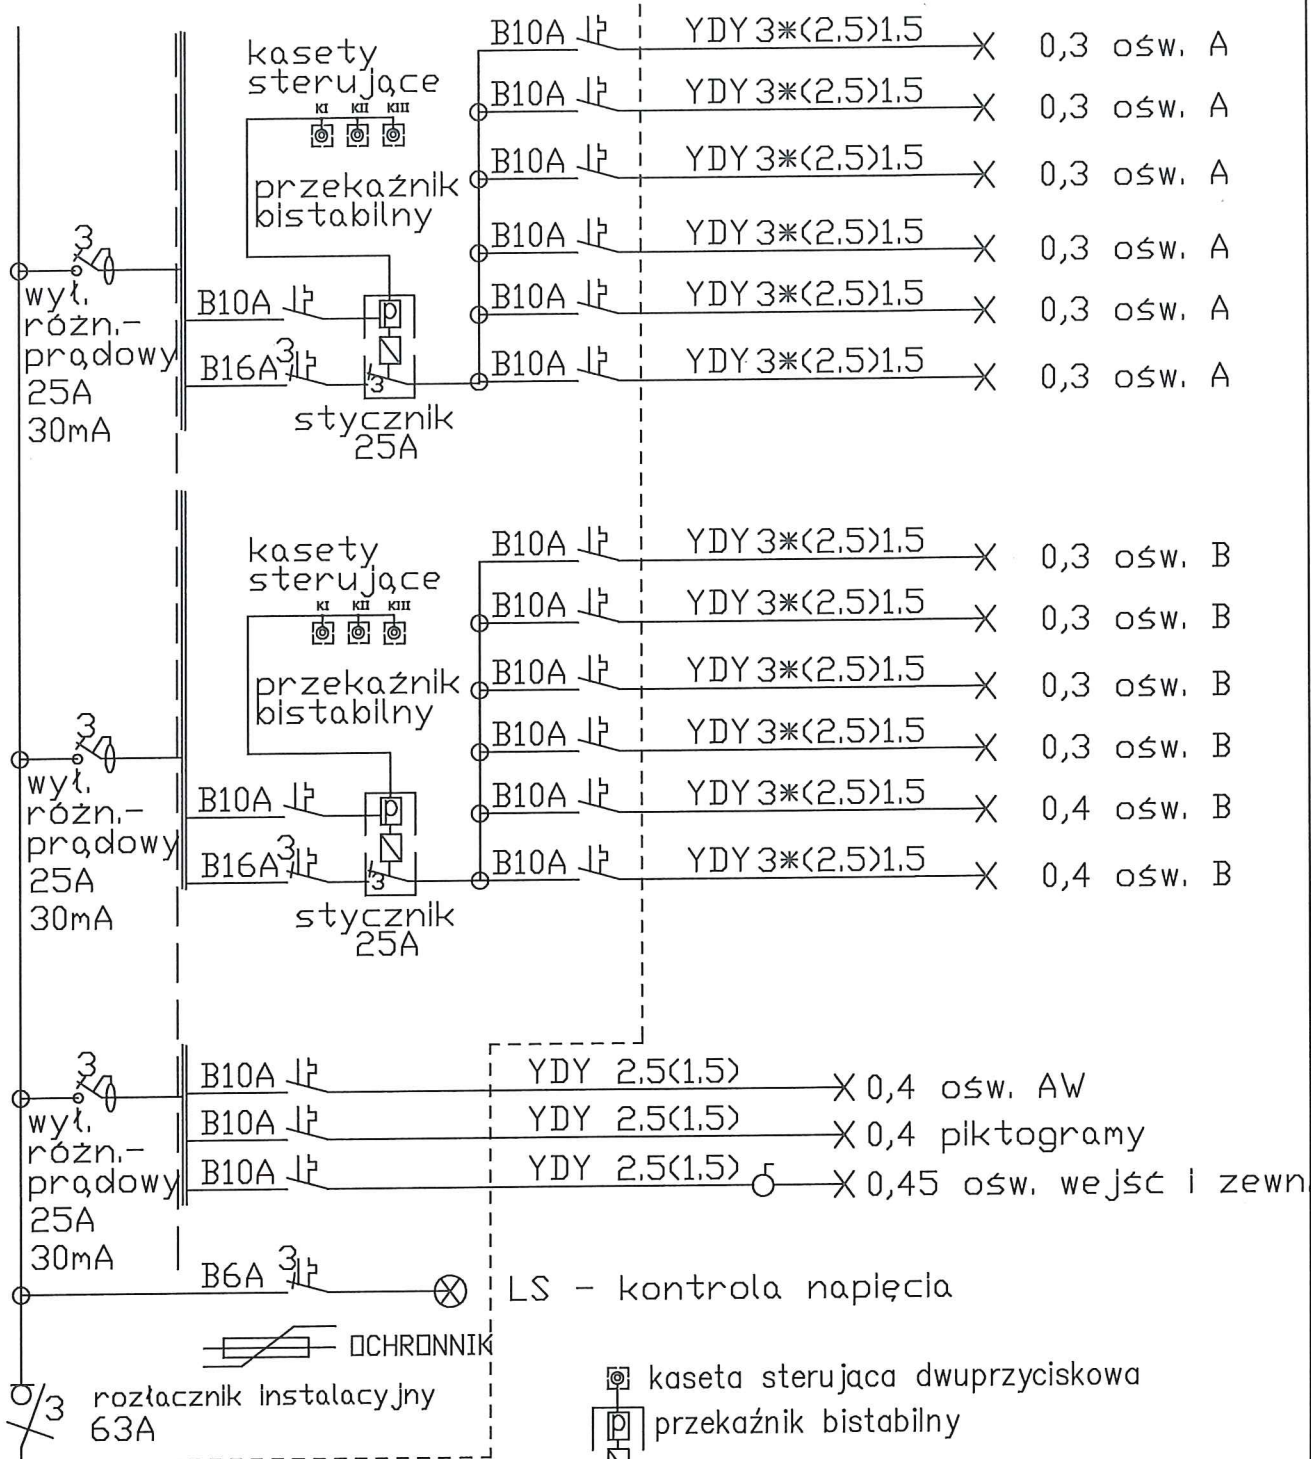 B10A YDY 3*(2.5)1.5 0,3 ośw. A
kasety
sterujące
KI KII KIII
B10A YDY 3*(2.5)1.5 0,3 ośw. A
B10A YDY 3*(2.5)1.5 0,3 ośw. A
przekaźnik
bistabilny
B10A YDY 3*(2.5)1.5 0,3 ośw. A
3
wył.
różn.-
prądowy
25A
30mA
B10A
p
B10A YDY 3*(2.5)1.5 0,3 ośw. A
B16A 3
3
B10A YDY 3*(2.5)1.5 0,3 ośw. A
stycznik
25A
B10A YDY 3*(2.5)1.5 0,3 ośw. B
kasety
sterujące
KI KII KIII
B10A YDY 3*(2.5)1.5 0,3 ośw. B
przekaźnik
bistabilny
B10A YDY 3*(2.5)1.5 0,3 ośw. B
B10A YDY 3*(2.5)1.5 0,3 ośw. B
3
wył.
różn.-
prądowy
25A
30mA
B10A
p
B10A YDY 3*(2.5)1.5 0,4 ośw. B
B16A 3
3
B10A YDY 3*(2.5)1.5 0,4 ośw. B
stycznik
25A
3
wył.
różn.-
prądowy
25A
30mA
B10A YDY 2.5(1.5) 0,4 ośw. AW
B10A YDY 2.5(1.5) 0,4 piktogramy
B10A YDY 2.5(1.5) 0,45 ośw. wejść i zewn.
B6A 3 LS - kontrola napięcia
OCHRONNIK
3 rozłacznik instalacyjny
63A
kaseta sterująca dwuprzyciskowa
p przekaźnik bistabilny